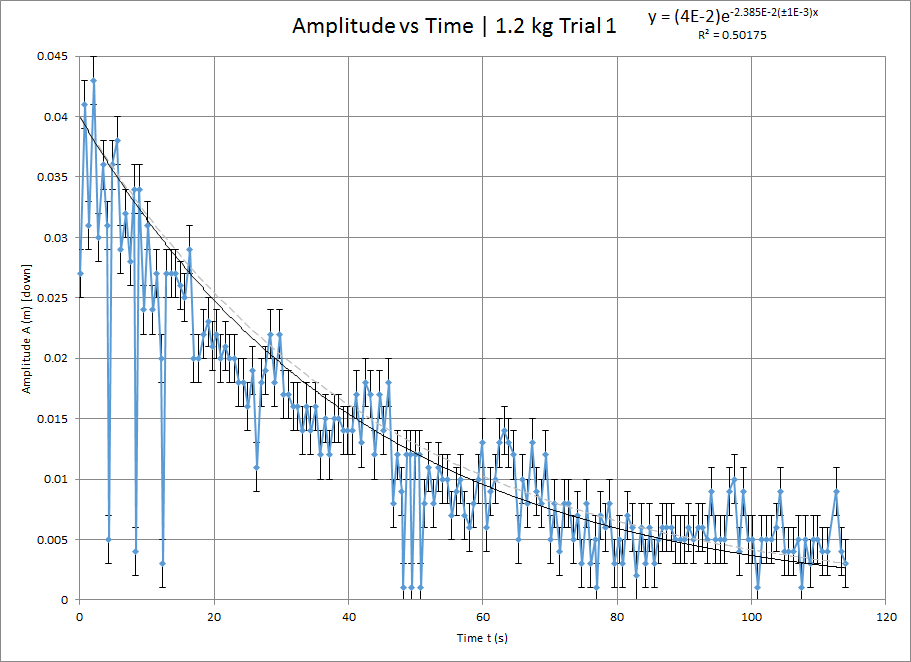 Amplitude vs Time | 1.2 kg Trial 1
y = (4E-2)e^-2.385E-2(±1E-3)x
R² = 0.50175
0.045
0.04
0.035
0.03
0.025
0.02
0.015
0.01
0.005
0
Amplitude A (m) [down]
0 20 40 60 80 100 120
Time t (s)